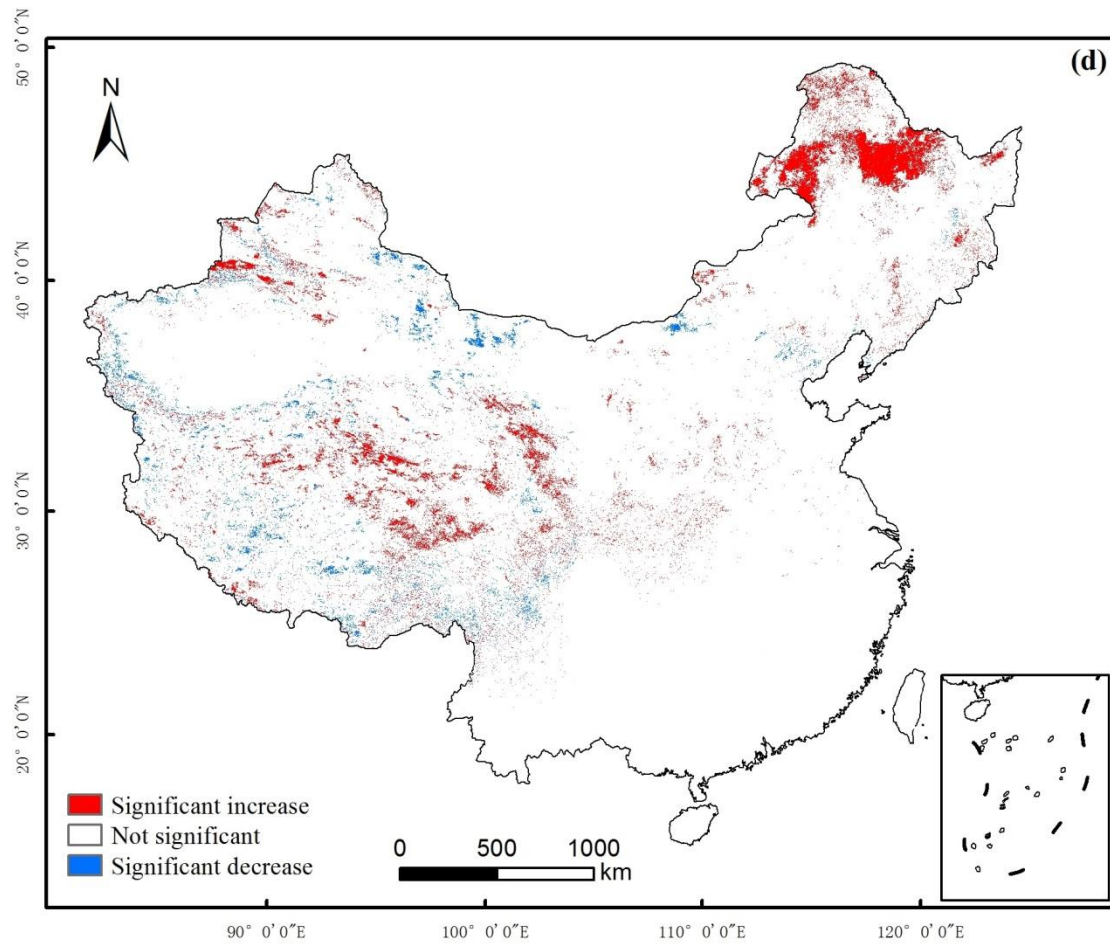 (d)
N
50° 0′0″N
40° 0′0″N
30° 0′0″N
20° 0′0″N
Significant increase
Not significant
Significant decrease
0 500 1000
km
90° 0′0″E 100° 0′0″E 110° 0′0″E 120° 0′0″E